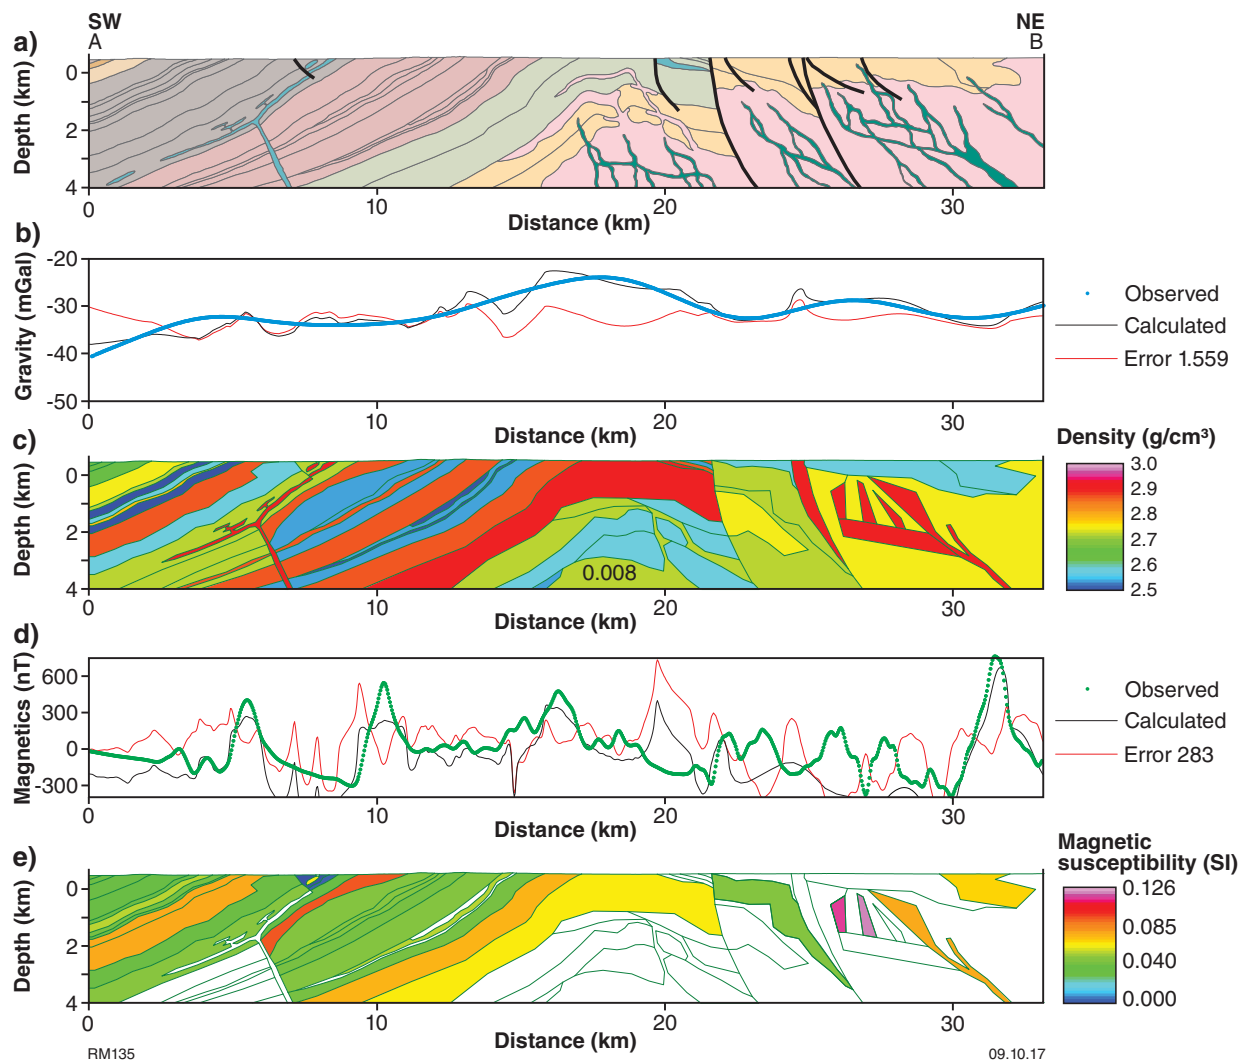 SW
NE
a)
A
B
Depth (km)
0
2
4
0
10
20
30
Distance (km)
b)
Gravity (mGal)
-20
-30
-40
-50
Observed
Calculated
Error 1.559
0
10
20
30
Distance (km)
c)
Depth (km)
0
2
4
0.008
Density (g/cm³)
3.0
2.9
2.8
2.7
2.6
2.5
0
10
20
30
Distance (km)
d)
Magnetics (nT)
600
300
0
-300
Observed
Calculated
Error 283
0
10
20
30
Distance (km)
e)
Depth (km)
0
2
4
Magnetic
susceptibility (SI)
0.126
0.085
0.040
0.000
0
10
20
30
Distance (km)
RM135
09.10.17